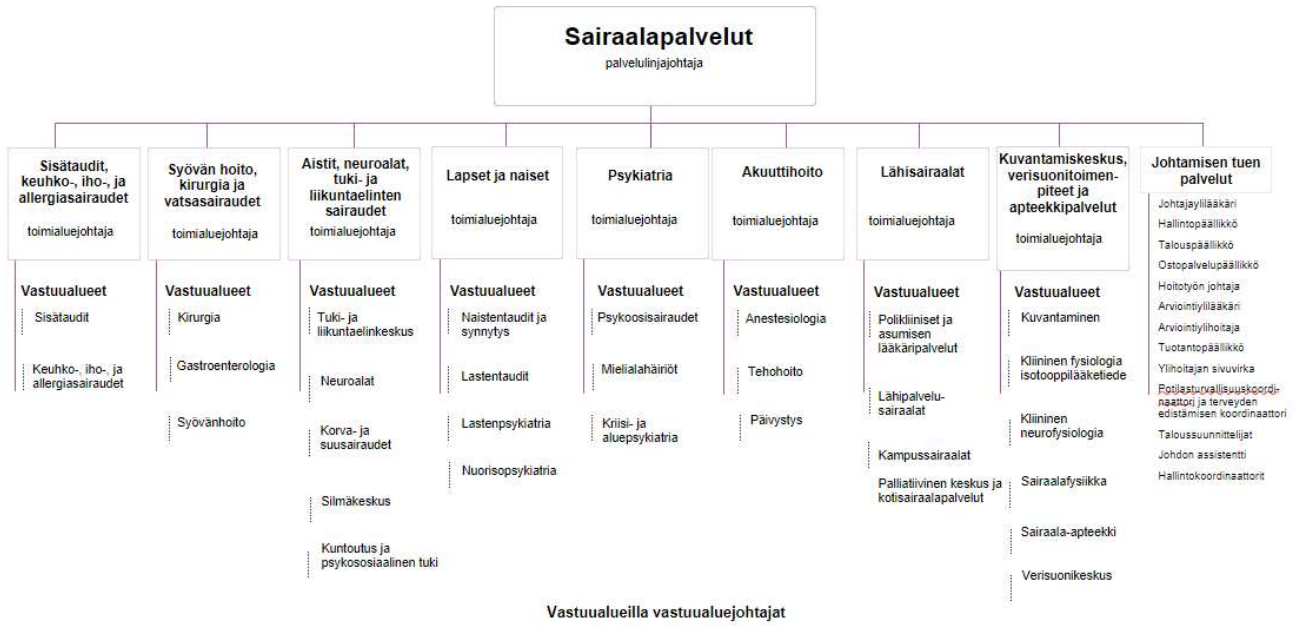 Sairaalapalvelut
palvelulinjajohtaja
Sisätaudit,
keuhko-, iho-, ja
allergiasairaudet
toimialuejohtaja
Vastuualueet
Sisätaudit
Keuhko-, iho-, ja
allergiasairaudet
Syövän hoito,
kirurgia ja
vatsasairaudet
toimialuejohtaja
Vastuualueet
Kirurgia
Gastroenterologia
Syövänhoito
Aistit, neuroalat,
tuki- ja
liikuntaelinten
sairaudet
toimialuejohtaja
Vastuualueet
Tuki- ja
liikuntaelinkeskus
Neuroalat
Korva- ja
suusairaudet
Silmäkeskus
Kuntoutus ja
psykososiaalinen tuki
Lapset ja naiset
toimialuejohtaja
Vastuualueet
Naistentaudit ja
synnytys
Lastentaudit
Lastenpsykiatria
Nuorisopsykiatria
Psykiatria
toimialuejohtaja
Vastuualueet
Psykoosisairaudet
Mielialahäiriöt
Kriisi- ja
aluepsykiatria
Akuuttihoito
toimialuejohtaja
Vastuualueet
Anestesiologia
Tehohoito
Päivystys
Lähisairaalat
toimialuejohtaja
Vastuualueet
Polikliiniset ja
asumisen
lääkäripalvelut
Lähipalvelu-
sairaalat
Kampussairaalat
Palliatiivinen keskus ja
kotisairaalapalvelut
Kuvantamiskeskus,
verisuonitoimen-
piteet ja
apteekkipalvelut
toimialuejohtaja
Vastuualueet
Kuvantaminen
Kliininen fysiologia
isotooppilääketiede
Kliininen
neurofysiologia
Sairaalafysiikka
Sairaala-apteekki
Verisuonikeskus
Johtamisen tuen
palvelut
Johtajaylilääkäri
Hallintopäällikkö
Talouspäällikkö
Ostopalvelupäällikkö
Hoitotyön johtaja
Arviointiylilääkäri
Arviointiylihoitaja
Tuotantopäällikkö
Ylihoitajan sivuvirka
Potilasturvallisuuskoordi-
naattori ja terveyden
edistämisen koordinaattori
Taloussuunnittelijat
Johdon assistentti
Hallintokoordinaattorit
Vastuualueilla vastuualuejohtajat